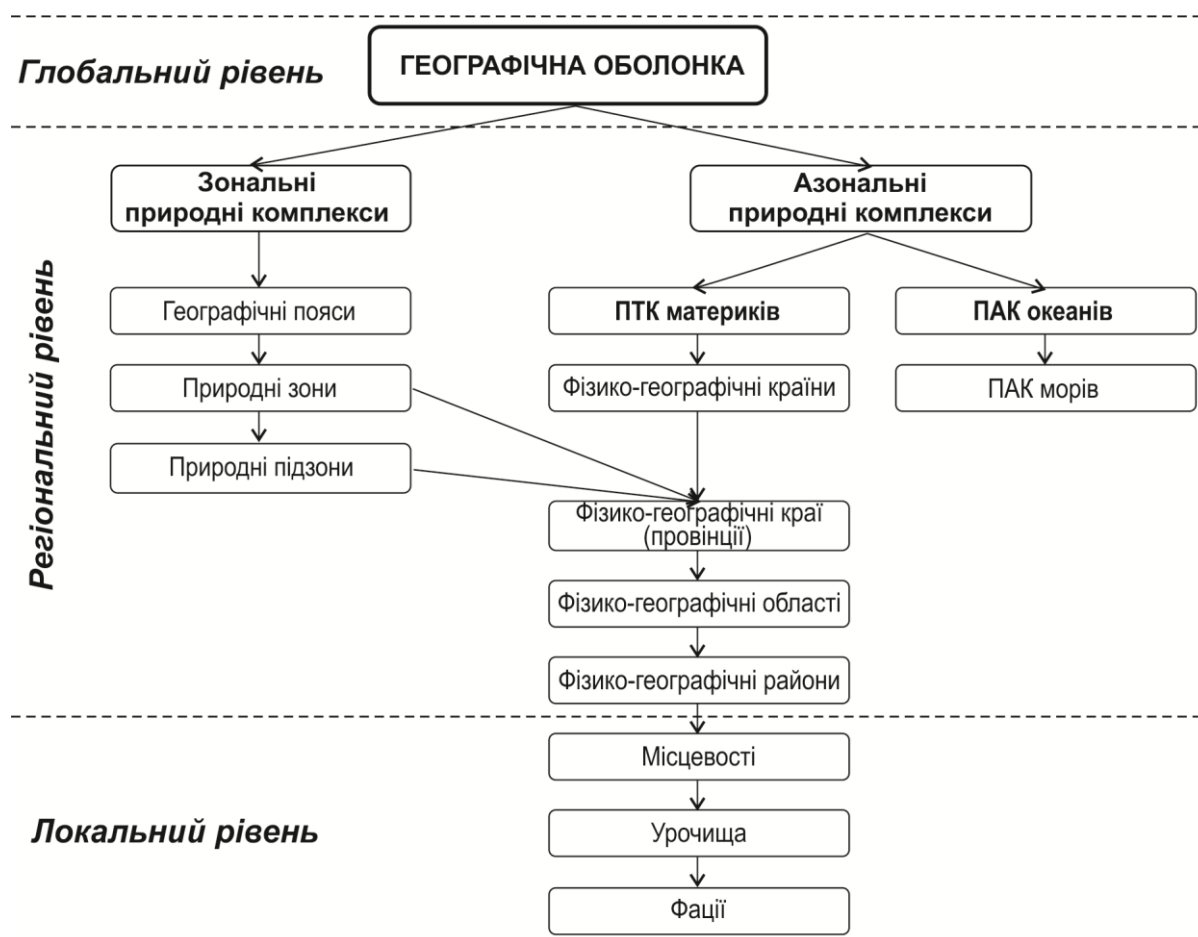 Глобальний рівень
ГЕОГРАФІЧНА ОБОЛОНКА
Зональні
природні комплекси
Азональні
природні комплекси
Регіональний рівень
Географічні пояси
ПТК материків
ПАК океанів
Природні зони
Фізико-географічні країни
ПАК морів
Природні підзони
Фізико-географічні краї
(провінції)
Фізико-географічні області
Фізико-географічні райони
Місцевості
Локальний рівень
Урочища
Фації